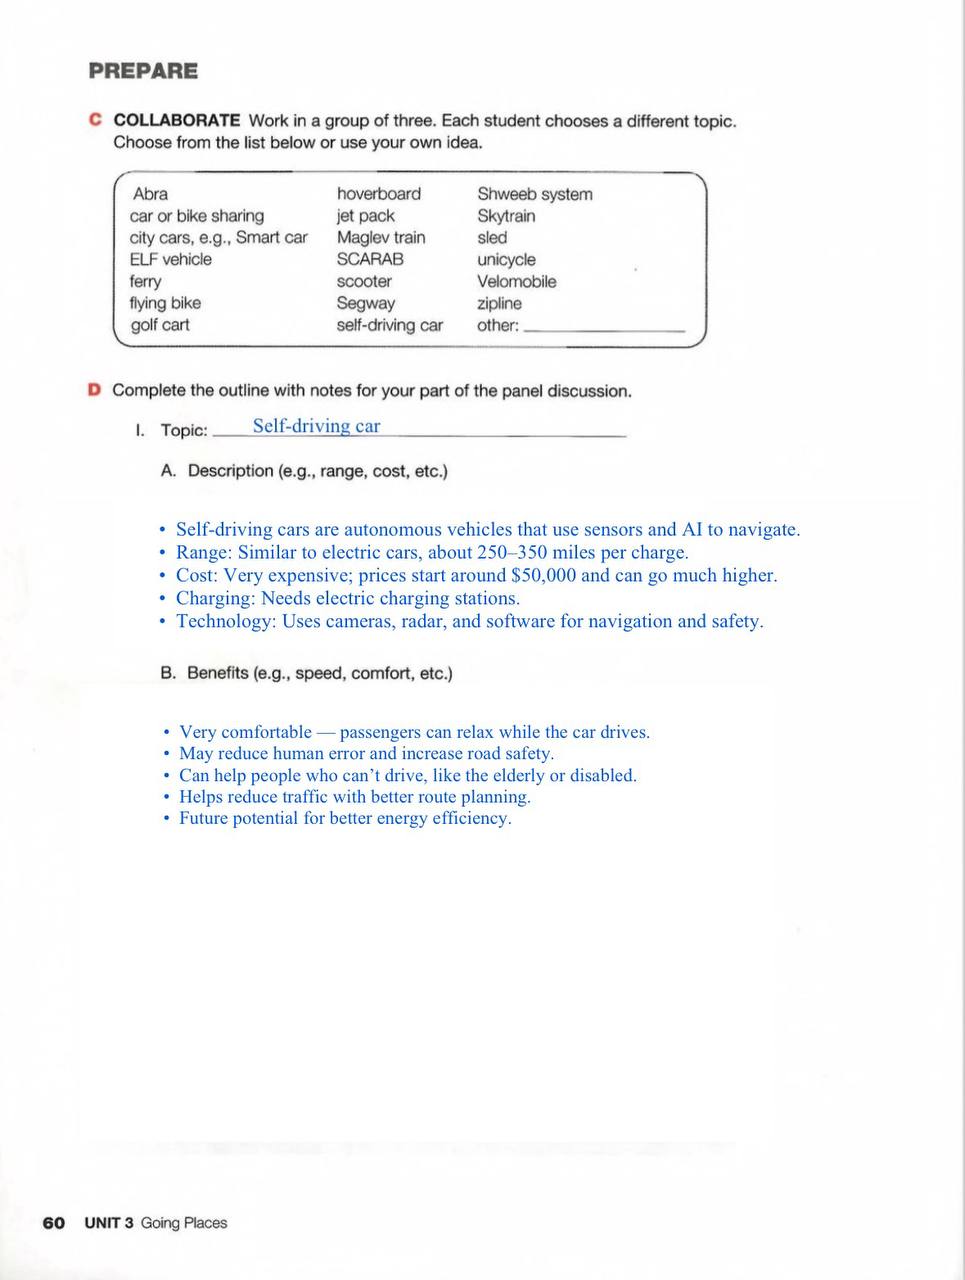 PREPARE
C COLLABORATE Work in a group of three. Each student chooses a different topic.
Choose from the list below or use your own idea.
Abra
car or bike sharing
city cars, e.g., Smart car
ELF vehicle
ferry
flying bike
golf cart
hoverboard
jet pack
Maglev train
SCARAB
scooter
Segway
self-driving car
Shweeb system
Skytrain
sled
unicycle
Velomobile
zipline
other: ____________________
D Complete the outline with notes for your part of the panel discussion.
I. Topic: Self-driving car
A. Description (e.g., range, cost, etc.)
• Self-driving cars are autonomous vehicles that use sensors and AI to navigate.
• Range: Similar to electric cars, about 250–350 miles per charge.
• Cost: Very expensive; prices start around $50,000 and can go much higher.
• Charging: Needs electric charging stations.
• Technology: Uses cameras, radar, and software for navigation and safety.
B. Benefits (e.g., speed, comfort, etc.)
• Very comfortable — passengers can relax while the car drives.
• May reduce human error and increase road safety.
• Can help people who can’t drive, like the elderly or disabled.
• Helps reduce traffic with better route planning.
• Future potential for better energy efficiency.
60 UNIT 3 Going Places